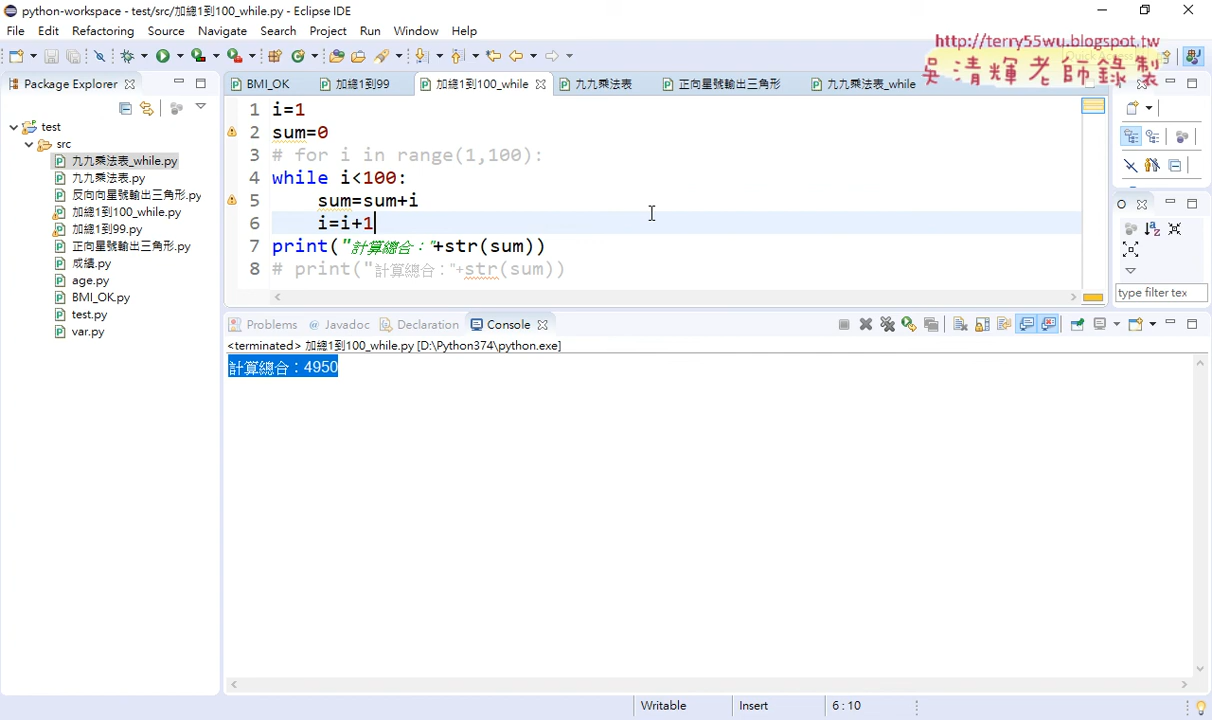 python-workspace - test/src/加總1到100_while.py - Eclipse IDE
File Edit Refactoring Source Navigate Search Project Run Window Help
http://terry55wu.blogspot.tw
吳清輝老師錄製
Package Explorer
BMI_OK 加總1到99 加總1到100_while 九九乘法表 正向阿星號輸出三角形 九九乘法表_while
test
src
九九乘法表_while.py
九九乘法表.py
反向向星號輸出三角形.py
加總1到100_while.py
加總1到99.py
正向阿星號輸出三角形.py
成績.py
age.py
BMI_OK.py
test.py
var.py
1 i=1
2 sum=0
3 # for i in range(1,100):
4 while i<100:
5     sum=sum+i
6     i=i+1
7 print("計算總合："+str(sum))
8 # print("計算總合："+str(sum))
type filter tex
Problems Javadoc Declaration Console
<terminated> 加總1到100_while.py [D:\Python374\python.exe]
計算總合：4950
Writable Insert 6 : 10